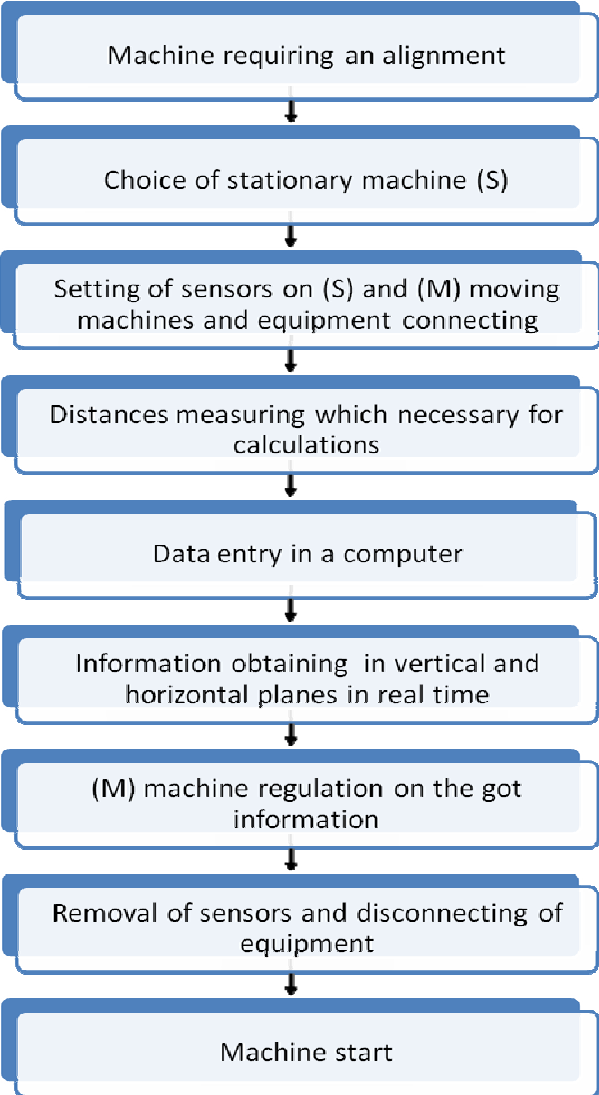 Machine requiring an alignment
Choice of stationary machine (S)
Setting of sensors on (S) and (M) moving
machines and equipment connecting
Distances measuring which necessary for
calculations
Data entry in a computer
Information obtaining in vertical and
horizontal planes in real time
(M) machine regulation on the got
information
Removal of sensors and disconnecting of
equipment
Machine start